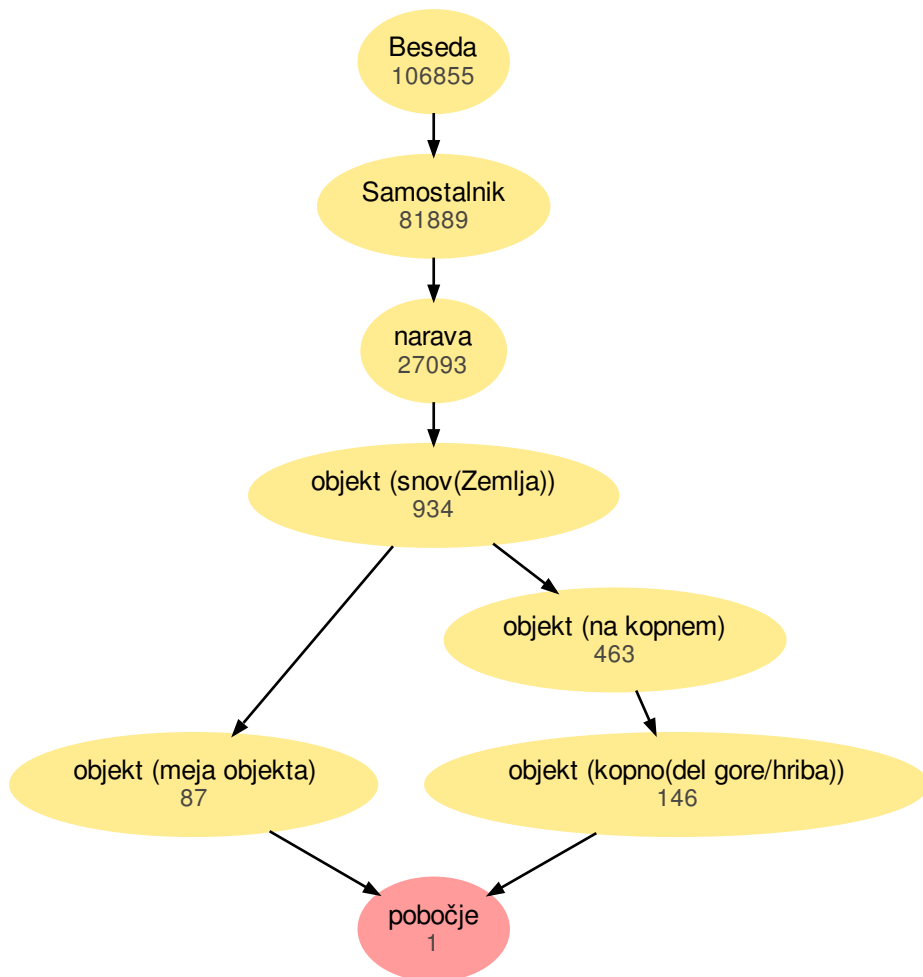 Beseda
106855
Samostalnik
81889
narava
27093
objekt (snov(Zemlja))
934
objekt (na kopnem)
463
objekt (meja objekta)
87
objekt (kopno(del gore/hriba))
146
pobočje
1